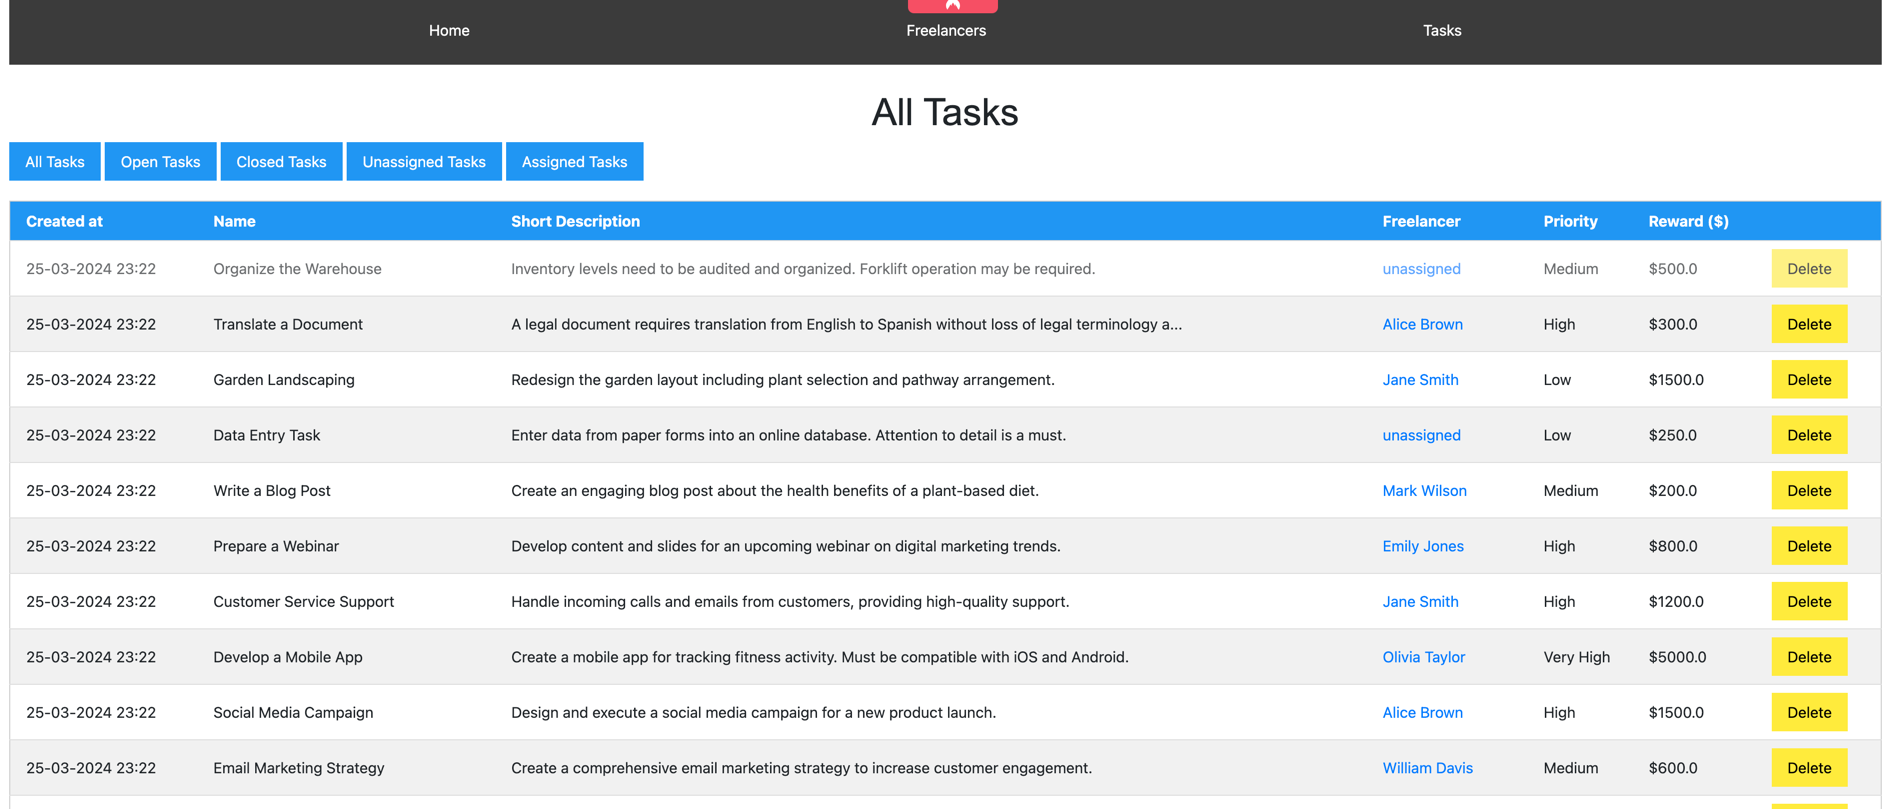 Home Freelancers Tasks
All Tasks
All Tasks Open Tasks Closed Tasks Unassigned Tasks Assigned Tasks
Created at Name Short Description Freelancer Priority Reward ($)
25-03-2024 23:22 Organize the Warehouse Inventory levels need to be audited and organized. Forklift operation may be required. unassigned Medium $500.0 Delete
25-03-2024 23:22 Translate a Document A legal document requires translation from English to Spanish without loss of legal terminology a... Alice Brown High $300.0 Delete
25-03-2024 23:22 Garden Landscaping Redesign the garden layout including plant selection and pathway arrangement. Jane Smith Low $1500.0 Delete
25-03-2024 23:22 Data Entry Task Enter data from paper forms into an online database. Attention to detail is a must. unassigned Low $250.0 Delete
25-03-2024 23:22 Write a Blog Post Create an engaging blog post about the health benefits of a plant-based diet. Mark Wilson Medium $200.0 Delete
25-03-2024 23:22 Prepare a Webinar Develop content and slides for an upcoming webinar on digital marketing trends. Emily Jones High $800.0 Delete
25-03-2024 23:22 Customer Service Support Handle incoming calls and emails from customers, providing high-quality support. Jane Smith High $1200.0 Delete
25-03-2024 23:22 Develop a Mobile App Create a mobile app for tracking fitness activity. Must be compatible with iOS and Android. Olivia Taylor Very High $5000.0 Delete
25-03-2024 23:22 Social Media Campaign Design and execute a social media campaign for a new product launch. Alice Brown High $1500.0 Delete
25-03-2024 23:22 Email Marketing Strategy Create a comprehensive email marketing strategy to increase customer engagement. William Davis Medium $600.0 Delete